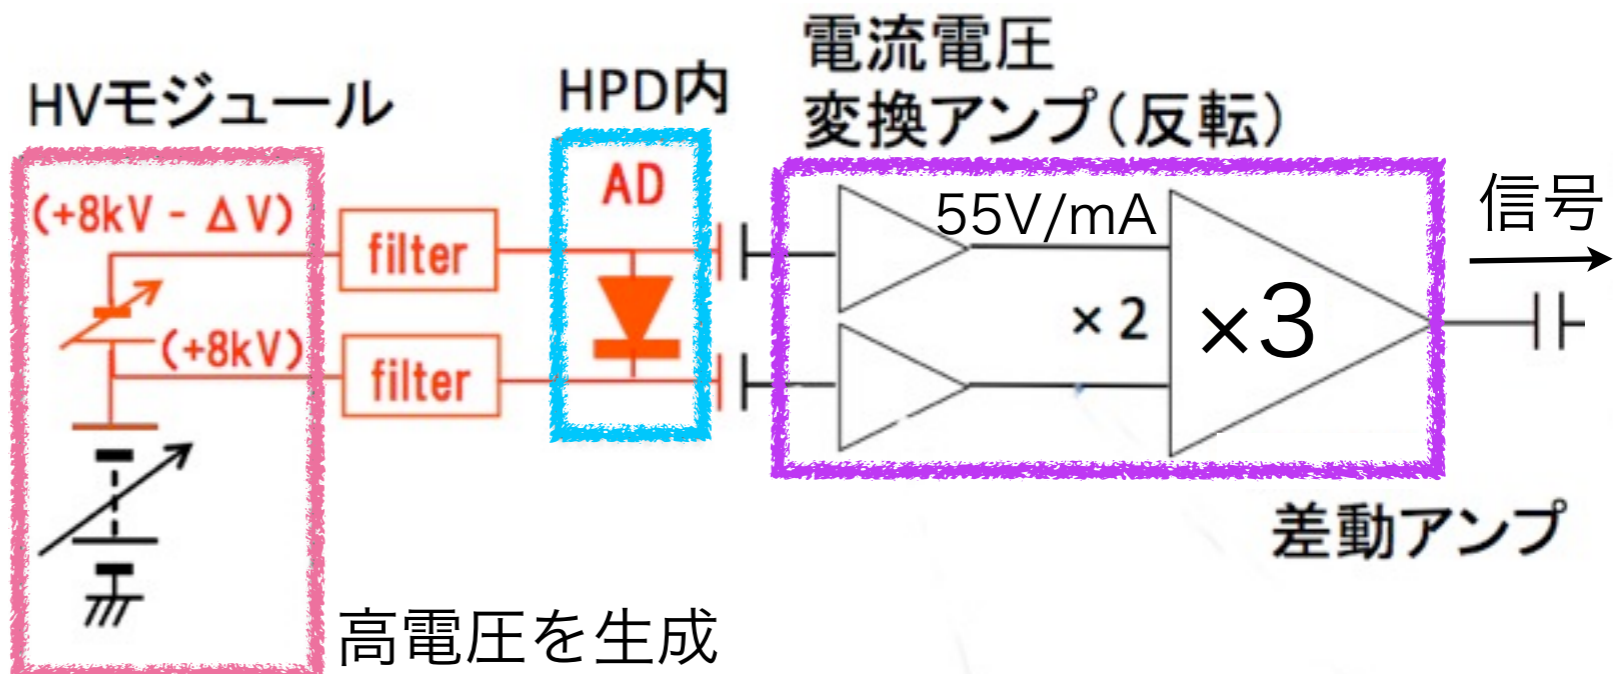 電流電圧
変換アンプ(反転)
HVモジュール
HPD内
(+8kV - ΔV)
filter
AD
55V/mA
信号
(+8kV)
filter
× 2
×3
差動アンプ
高電圧を生成